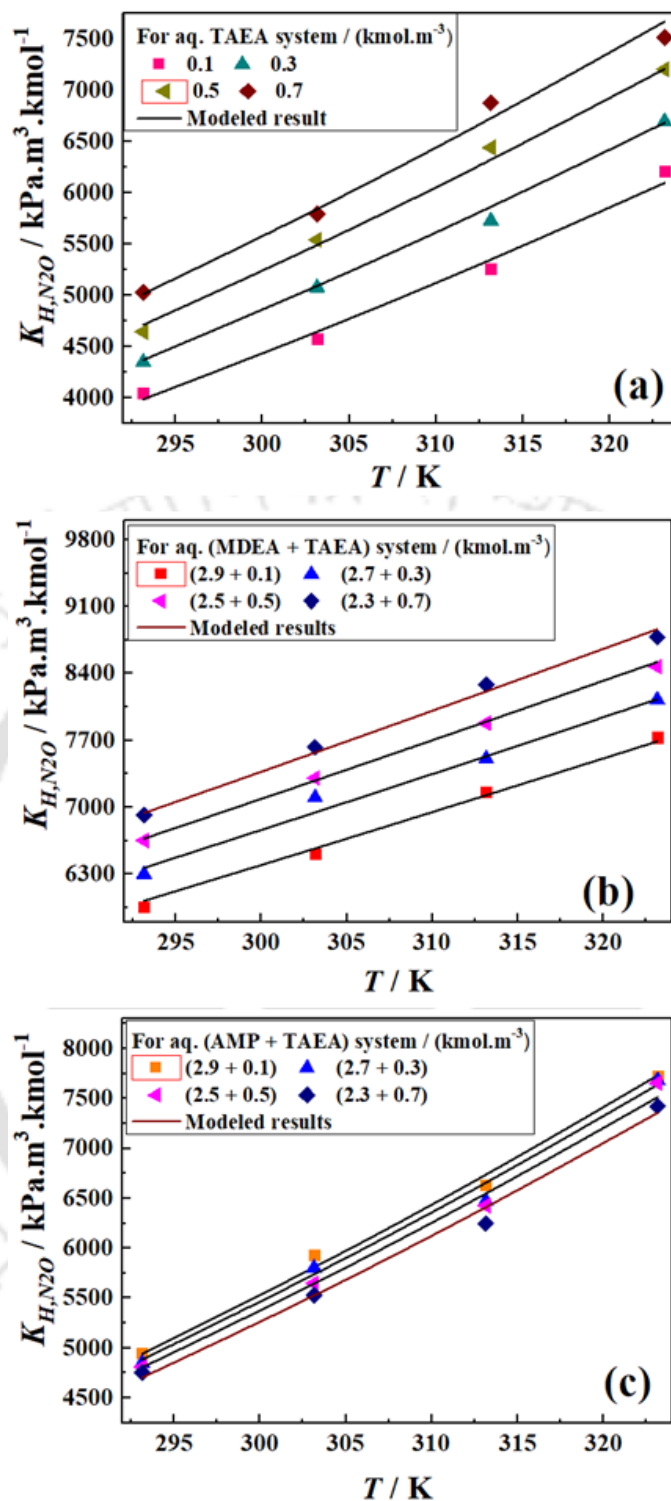 For aq. TAEA system / (kmol.m-3)
0.1 0.3
0.5 0.7
Modeled result
7500
7000
6500
6000
5500
5000
4500
4000
KH,N2O / kPa.m3.kmol-1
(a)
295 300 305 310 315 320
T / K
For aq. (MDEA + TAEA) system / (kmol.m-3)
(2.9 + 0.1) (2.7 + 0.3)
(2.5 + 0.5) (2.3 + 0.7)
Modeled results
9800
9100
8400
7700
7000
6300
KH,N2O / kPa.m3.kmol-1
(b)
295 300 305 310 315 320
T / K
For aq. (AMP + TAEA) system / (kmol.m-3)
(2.9 + 0.1) (2.7 + 0.3)
(2.5 + 0.5) (2.3 + 0.7)
Modeled results
8000
7500
7000
6500
6000
5500
5000
4500
KH,N2O / kPa.m3.kmol-1
(c)
295 300 305 310 315 320
T / K